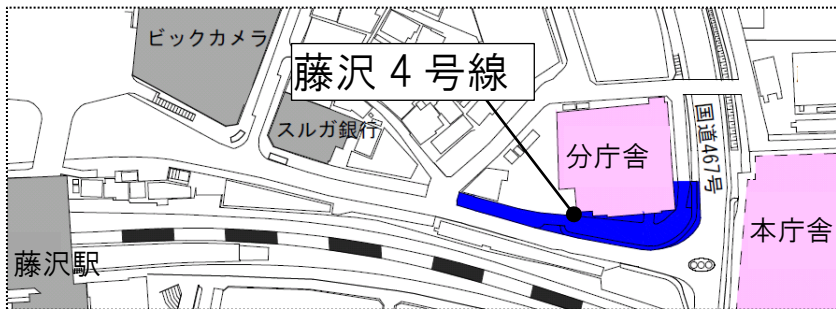 ビックカメラ
藤沢4号線
スルガ銀行
分庁舎
国道467号
本庁舎
藤沢駅